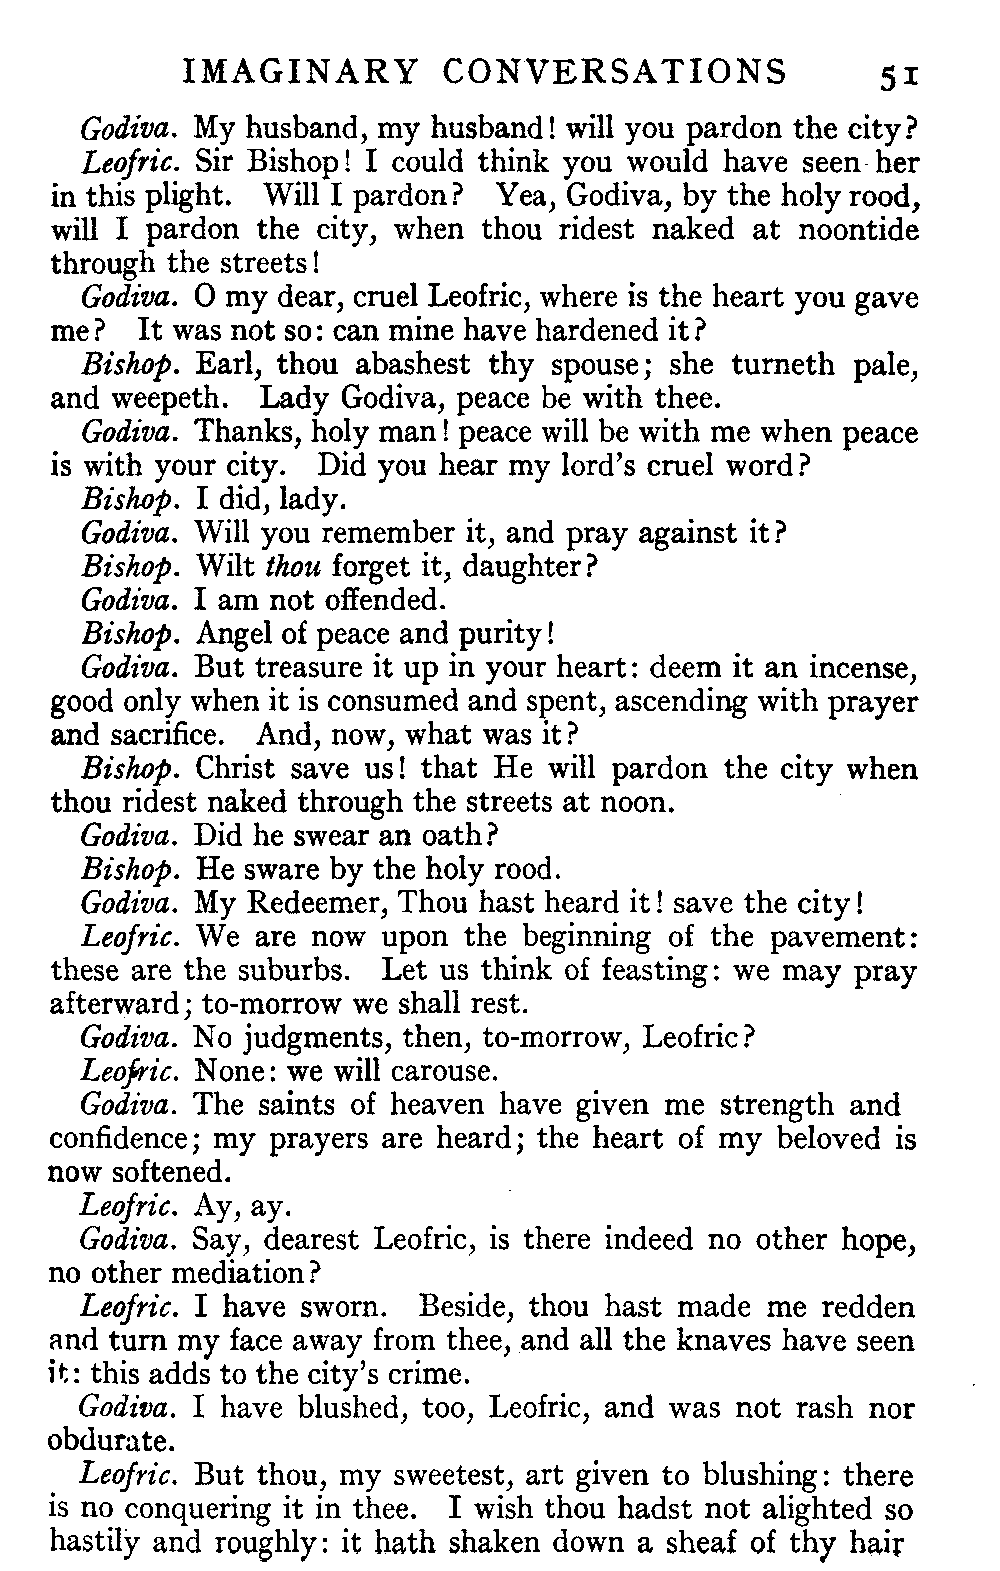 IMAGINARY CONVERSATIONS 51
Godiva. My husband, my husband! will you pardon the city?
Leofric. Sir Bishop! I could think you would have seen her
in this plight. Will I pardon? Yea, Godiva, by the holy rood,
will I pardon the city, when thou ridest naked at noontide
through the streets!
Godiva. O my dear, cruel Leofric, where is the heart you gave
me? It was not so: can mine have hardened it?
Bishop. Earl, thou abashest thy spouse; she turneth pale,
and weepeth. Lady Godiva, peace be with thee.
Godiva. Thanks, holy man! peace will be with me when peace
is with your city. Did you hear my lord's cruel word?
Bishop. I did, lady.
Godiva. Will you remember it, and pray against it?
Bishop. Wilt thou forget it, daughter?
Godiva. I am not offended.
Bishop. Angel of peace and purity!
Godiva. But treasure it up in your heart: deem it an incense,
good only when it is consumed and spent, ascending with prayer
and sacrifice. And, now, what was it?
Bishop. Christ save us! that He will pardon the city when
thou ridest naked through the streets at noon.
Godiva. Did he swear an oath?
Bishop. He sware by the holy rood.
Godiva. My Redeemer, Thou hast heard it! save the city!
Leofric. We are now upon the beginning of the pavement:
these are the suburbs. Let us think of feasting: we may pray
afterward; to-morrow we shall rest.
Godiva. No judgments, then, to-morrow, Leofric?
Leofric. None: we will carouse.
Godiva. The saints of heaven have given me strength and
confidence; my prayers are heard; the heart of my beloved is
now softened.
Leofric. Ay, ay.
Godiva. Say, dearest Leofric, is there indeed no other hope,
no other mediation?
Leofric. I have sworn. Beside, thou hast made me redden
and turn my face away from thee, and all the knaves have seen
it: this adds to the city's crime.
Godiva. I have blushed, too, Leofric, and was not rash nor
obdurate.
Leofric. But thou, my sweetest, art given to blushing: there
is no conquering it in thee. I wish thou hadst not alighted so
hastily and roughly: it hath shaken down a sheaf of thy hair